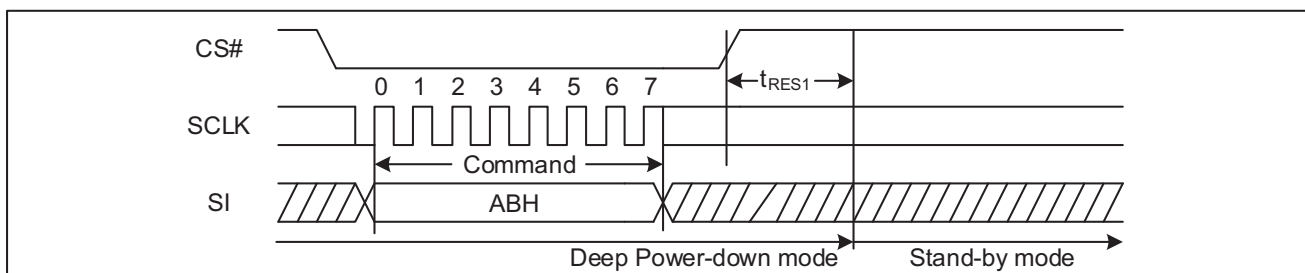 CS#
tRES1
0 1 2 3 4 5 6 7
SCLK
Command
SI
ABH
Deep Power-down mode Stand-by mode